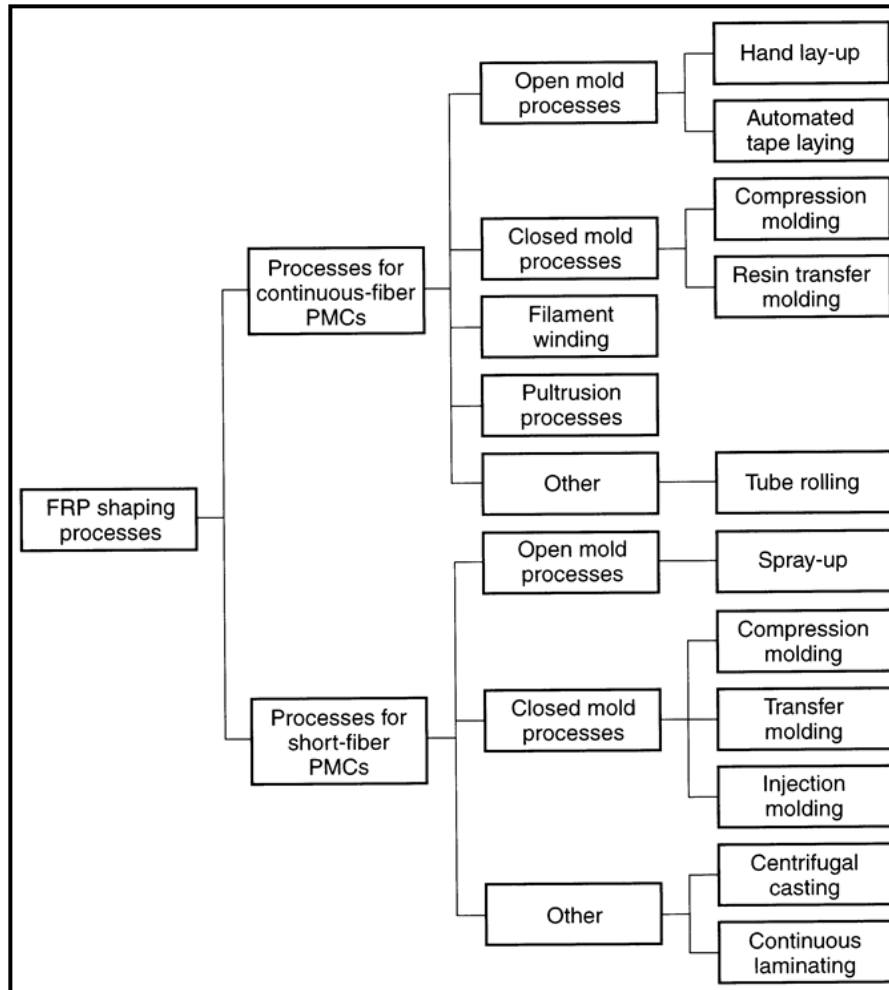 Hand lay-up
Open mold
processes
Automated
tape laying
Compression
molding
Closed mold
processes
Resin transfer
molding
Processes for
continuous-fiber
PMCs
Filament
winding
Pultrusion
processes
Other
Tube rolling
FRP shaping
processes
Open mold
processes
Spray-up
Compression
molding
Processes for
short-fiber
PMCs
Closed mold
processes
Transfer
molding
Injection
molding
Centrifugal
casting
Other
Continuous
laminating